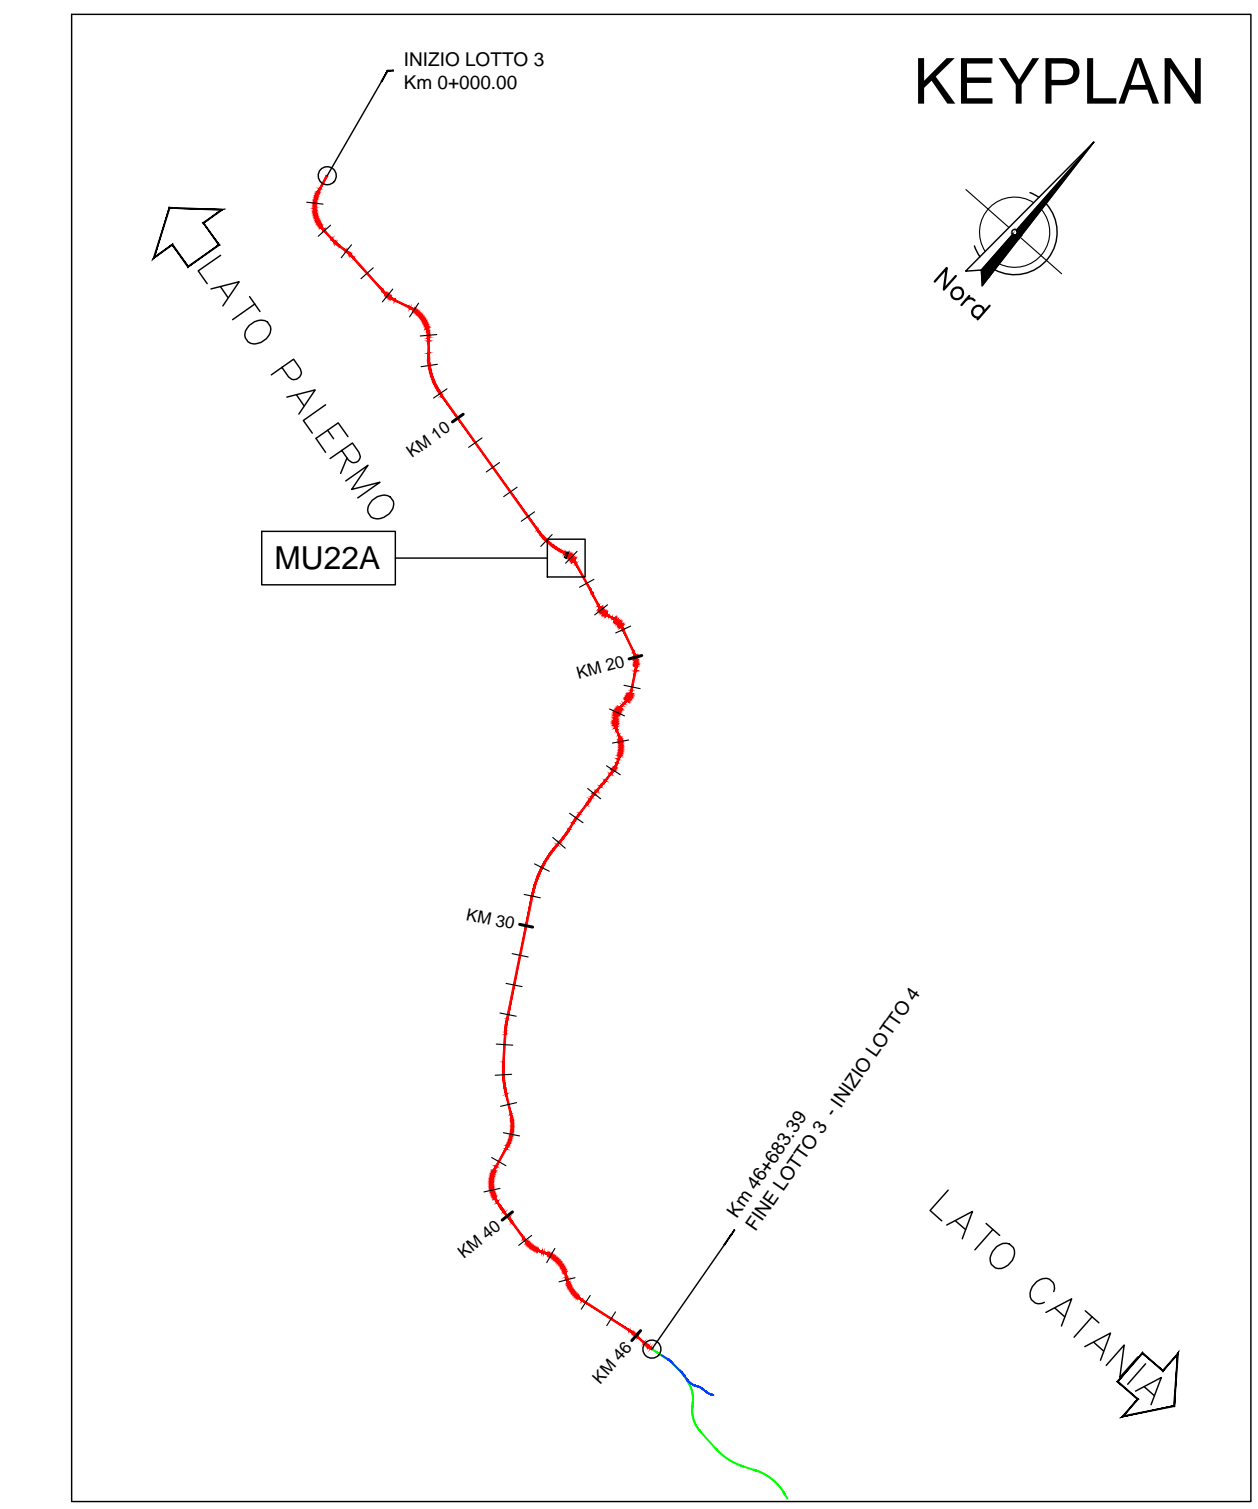 INIZIO LOTTO 3
Km 0+000.00
KEYPLAN
Nord
LATO PALERMO
KM 10
MU22A
KM 20
KM 30
Km 46+683.39
FINE LOTTO 3 - INIZIO LOTTO 4
KM 40
LATO CATANIA
KM 46